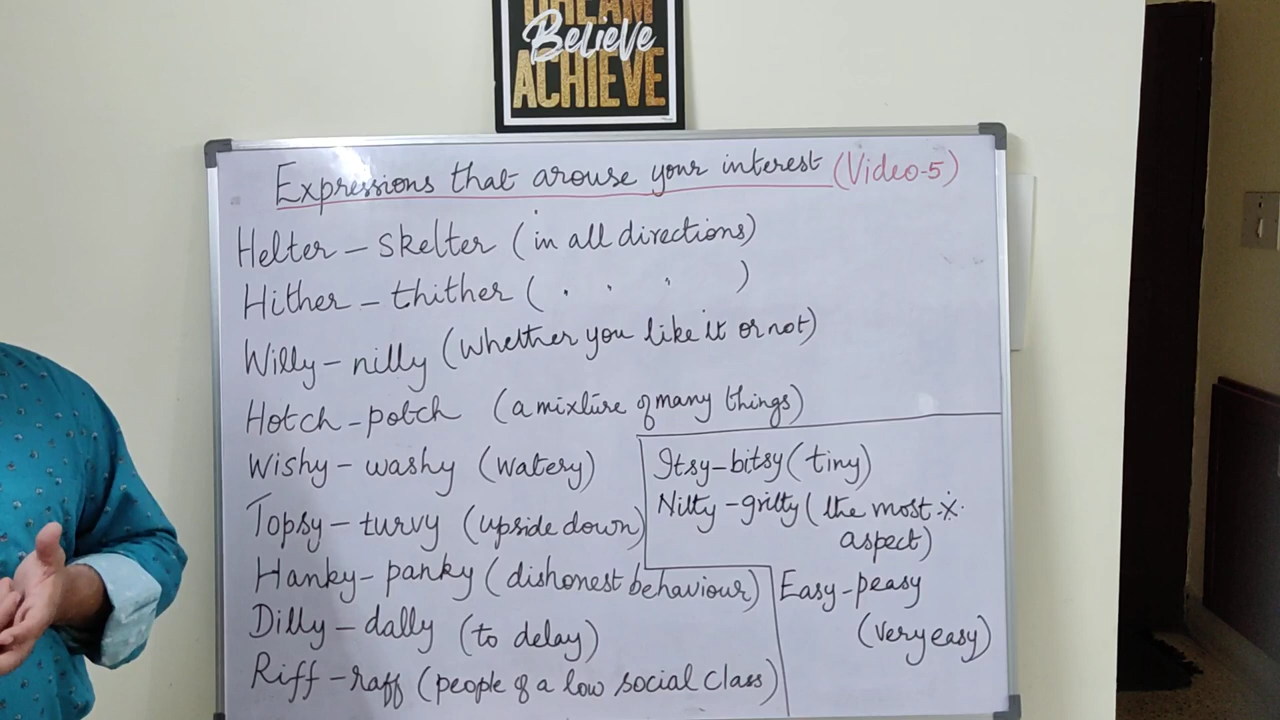 DREAM
Believe
ACHIEVE
Expressions that arouse your interest (Video-5)
Helter - skelter (in all directions)
Hither - thither ( . . . )
Willy - nilly (whether you like it or not)
Hotch - potch (a mixture of many things)
Wishy - washy (watery)
Topsy - turvy (upside down)
Hanky - panky (dishonest behaviour)
Dilly - dally (to delay)
Riff - raff (people of a low social class)
Itsy - bitsy (tiny)
Nitty - gritty (the most ※
aspect)
Easy - peasy
(very easy)